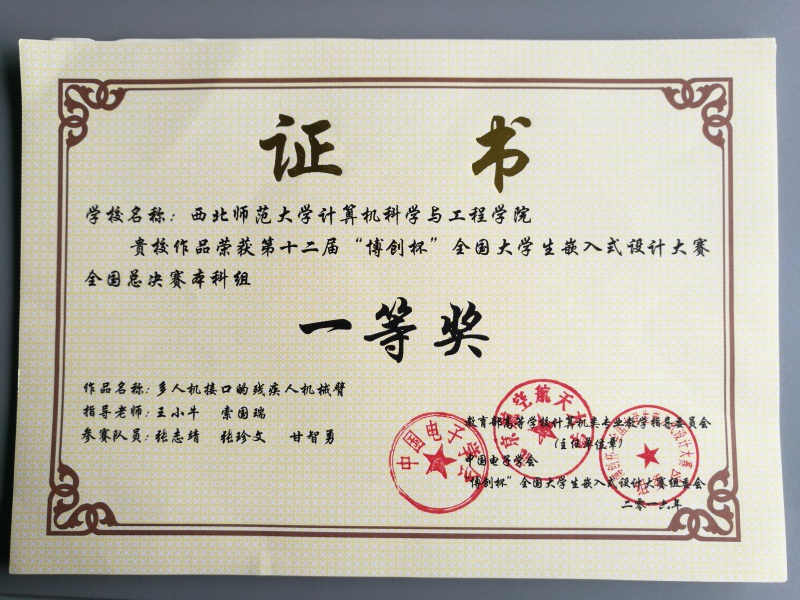 证 书
学校名称：西北师范大学计算机科学与工程学院
贵校作品荣获第十二届“博创杯”全国大学生嵌入式设计大赛
全国总决赛本科组
一等奖
作品名称：多人机接口的残疾人机械臂
指导老师：王小牛 索国瑞
参赛队员：张志靖 张珍文 甘智勇
教育部高等学校计算机类专业教学指导委员会
（主任单位章）
中国电子学会
博创杯”全国大学生嵌入式设计大赛组委会
二零一六年
中国电子学会